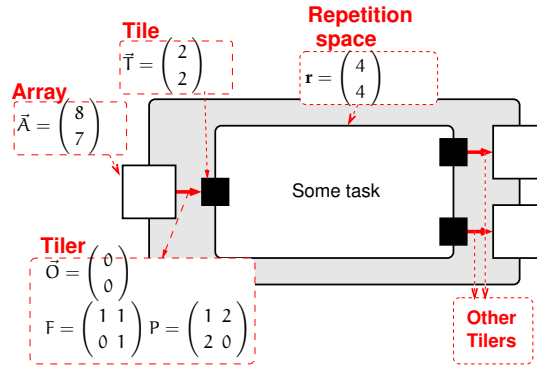 Repetition
space
r = (4
4)
Tile
T⃗ = (2
2)
Array
A⃗ = (8
7)
Some task
Tiler
O⃗ = (0
0)
F = (1 1
0 1) P = (1 2
2 0)
Other
Tilers